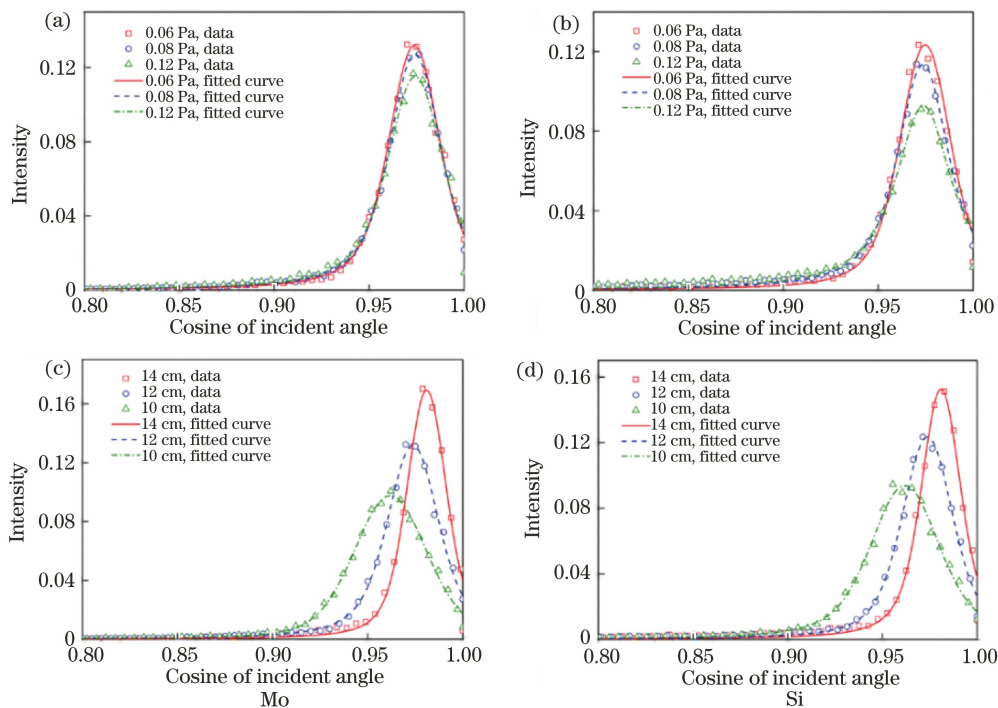 (a)
0.06 Pa, data
0.08 Pa, data
0.12 Pa, data
0.06 Pa, fitted curve
0.08 Pa, fitted curve
0.12 Pa, fitted curve
Intensity
0.12
0.08
0.04
0
0.80
0.85
0.90
0.95
1.00
Cosine of incident angle
(b)
0.06 Pa, data
0.08 Pa, data
0.12 Pa, data
0.06 Pa, fitted curve
0.08 Pa, fitted curve
0.12 Pa, fitted curve
Intensity
0.12
0.08
0.04
0
0.80
0.85
0.90
0.95
1.00
Cosine of incident angle
(c)
14 cm, data
12 cm, data
10 cm, data
14 cm, fitted curve
12 cm, fitted curve
10 cm, fitted curve
Intensity
0.16
0.12
0.08
0.04
0
0.80
0.85
0.90
0.95
1.00
Cosine of incident angle
Mo
(d)
14 cm, data
12 cm, data
10 cm, data
14 cm, fitted curve
12 cm, fitted curve
10 cm, fitted curve
Intensity
0.16
0.12
0.08
0.04
0
0.80
0.85
0.90
0.95
1.00
Cosine of incident angle
Si